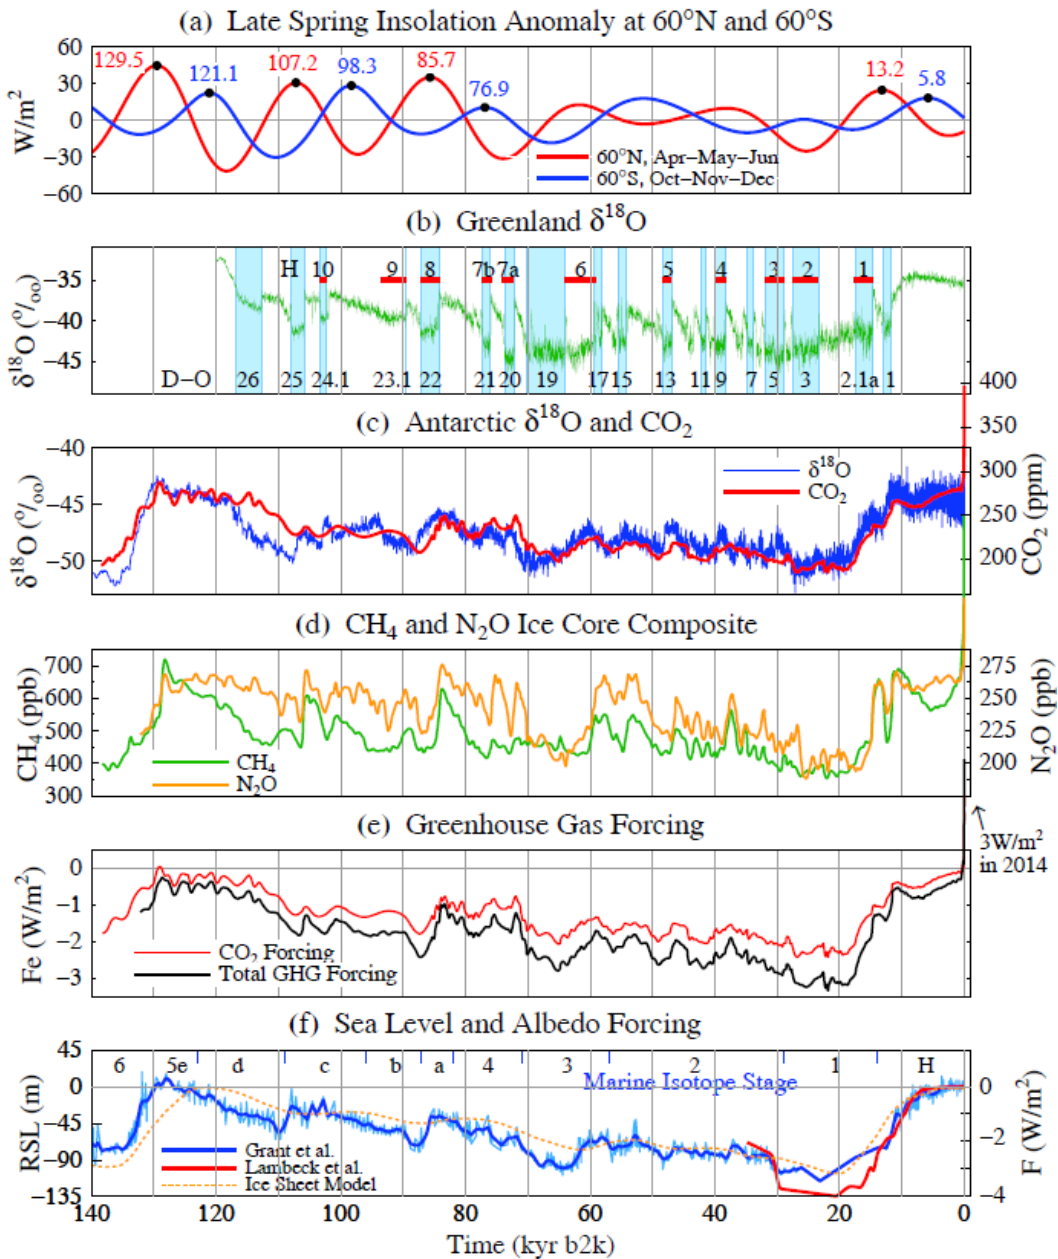 (a) Late Spring Insolation Anomaly at 60°N and 60°S
60
30
0
−30
−60
W/m²
129.5
121.1
107.2
98.3
85.7
76.9
13.2
5.8
60°N, Apr−May−Jun
60°S, Oct−Nov−Dec
(b) Greenland δ¹⁸O
−35
−40
−45
δ¹⁸O (⁰/₀₀)
H 10 9 8 7b 7a 6 5 4 3 2 1
D−O 26 25 24.1 23.1 22 21 20 19 17 15 13 11 9 7 5 3 2.1a 1
400
350
300
250
200
CO₂ (ppm)
(c) Antarctic δ¹⁸O and CO₂
−40
−45
−50
δ¹⁸O (⁰/₀₀)
δ¹⁸O
CO₂
(d) CH₄ and N₂O Ice Core Composite
700
600
500
400
300
CH₄ (ppb)
275
250
225
200
N₂O (ppb)
CH₄
N₂O
(e) Greenhouse Gas Forcing
3W/m²
in 2014
0
−1
−2
−3
Fe (W/m²)
CO₂ Forcing
Total GHG Forcing
(f) Sea Level and Albedo Forcing
45
0
−45
−90
−135
RSL (m)
6 5e d c b a 4 3 2 1 H
Marine Isotope Stage
0
−2
−4
F (W/m²)
Grant et al.
Lambeck et al.
Ice Sheet Model
140 120 100 80 60 40 20 0
Time (kyr b2k)